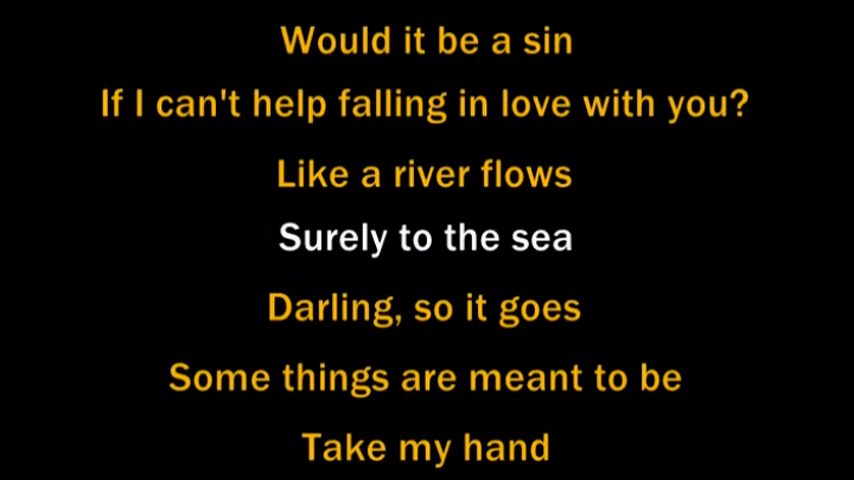 Would it be a sin
If I can't help falling in love with you?
Like a river flows
Surely to the sea
Darling, so it goes
Some things are meant to be
Take my hand